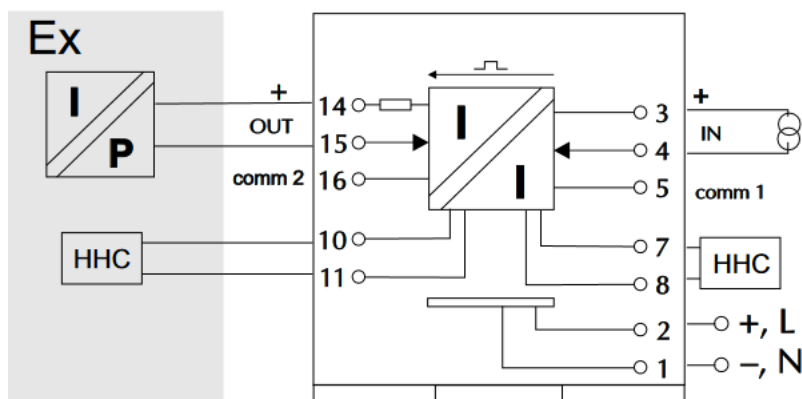 Ex
I
P
+
OUT
comm 2
HHC
14
15
16
10
11
I
I
3
4
5
7
8
2
1
+
IN
comm 1
HHC
+, L
–, N